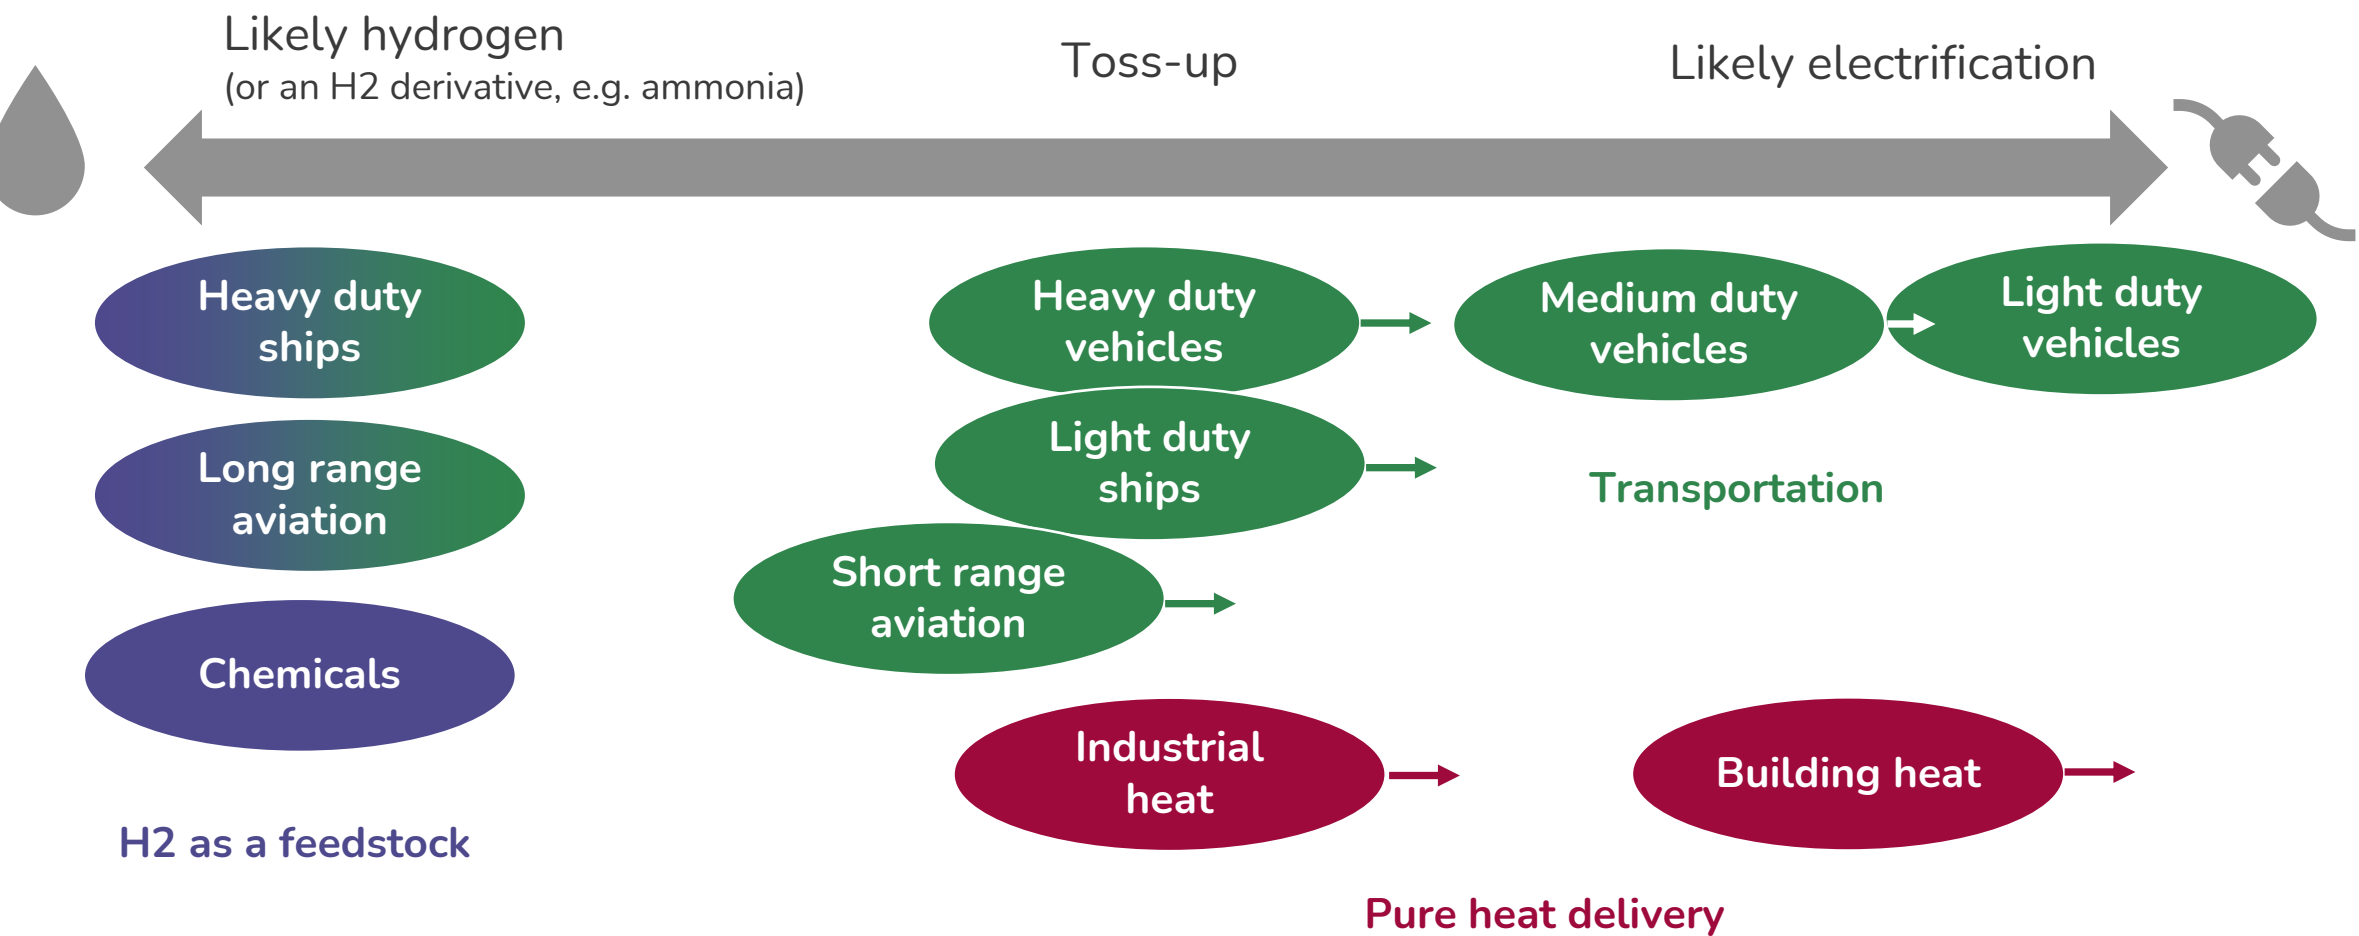 Likely hydrogen
(or an H2 derivative, e.g. ammonia)
Toss-up
Likely electrification
Heavy duty
ships
Heavy duty
vehicles
Medium duty
vehicles
Light duty
vehicles
Long range
aviation
Light duty
ships
Transportation
Short range
aviation
Chemicals
Industrial
heat
Building heat
H2 as a feedstock
Pure heat delivery